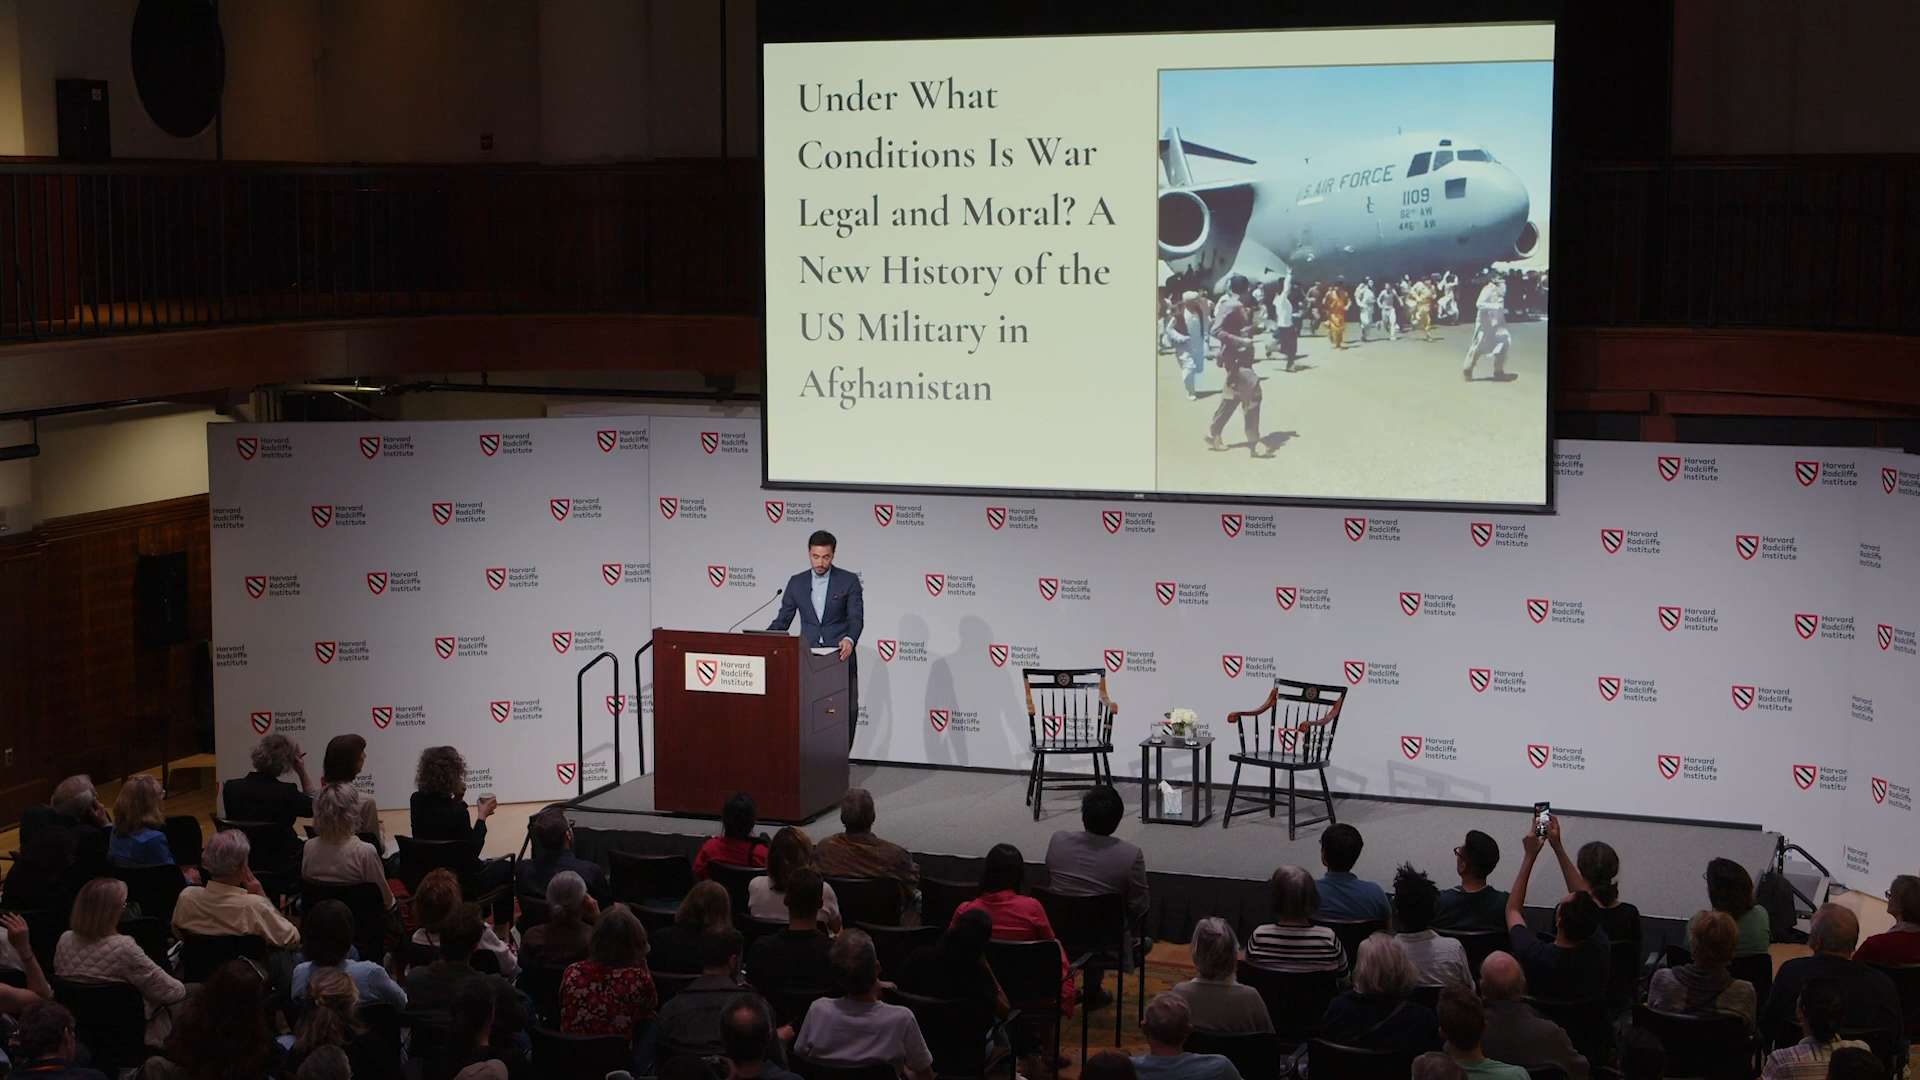 Under What
Conditions Is War
Legal and Moral? A
New History of the
US Military in
Afghanistan
U.S. AIR FORCE
1109
Harvard
Radcliffe
Institute